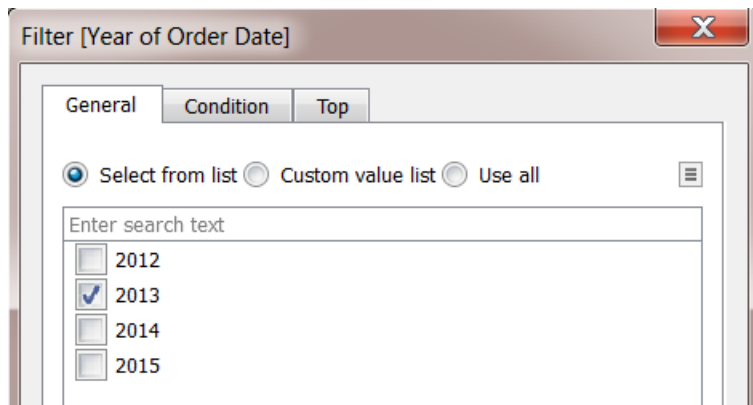 Filter [Year of Order Date]
X
General Condition Top
Select from list Custom value list Use all
Enter search text
2012
2013
2014
2015